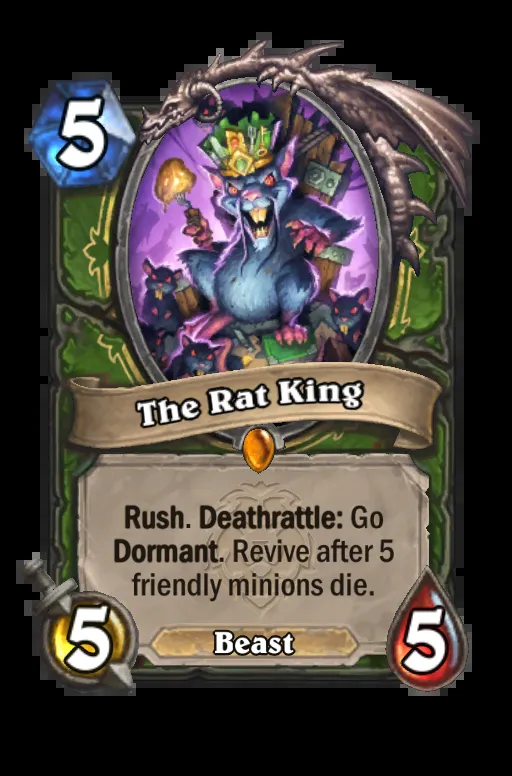 5
The Rat King
Rush. Deathrattle: Go
Dormant. Revive after 5
friendly minions die.
5
Beast
5